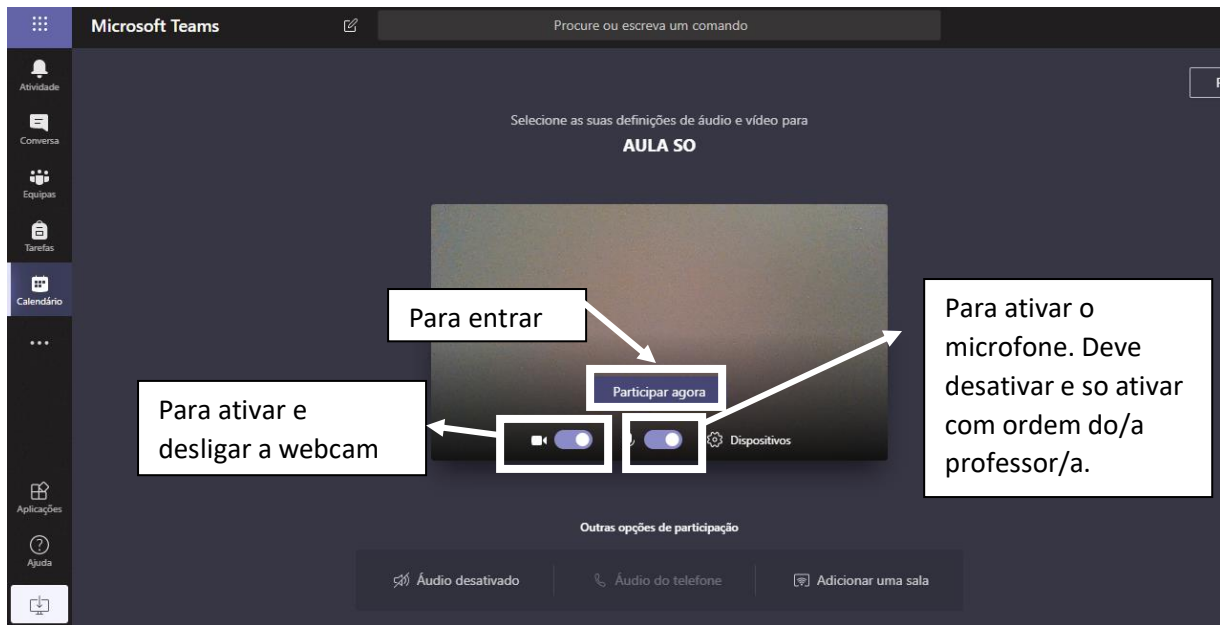 Microsoft Teams
Procure ou escreva um comando
Atividade
Conversa
Equipas
Tarefas
Calendário
Aplicações
Ajuda
Selecione as suas definições de áudio e vídeo para
AULA SO
Para entrar
Participar agora
Para ativar e
desligar a webcam
Dispositivos
Para ativar o
microfone. Deve
desativar e so ativar
com ordem do/a
professor/a.
Outras opções de participação
Áudio desativado
Áudio do telefone
Adicionar uma sala